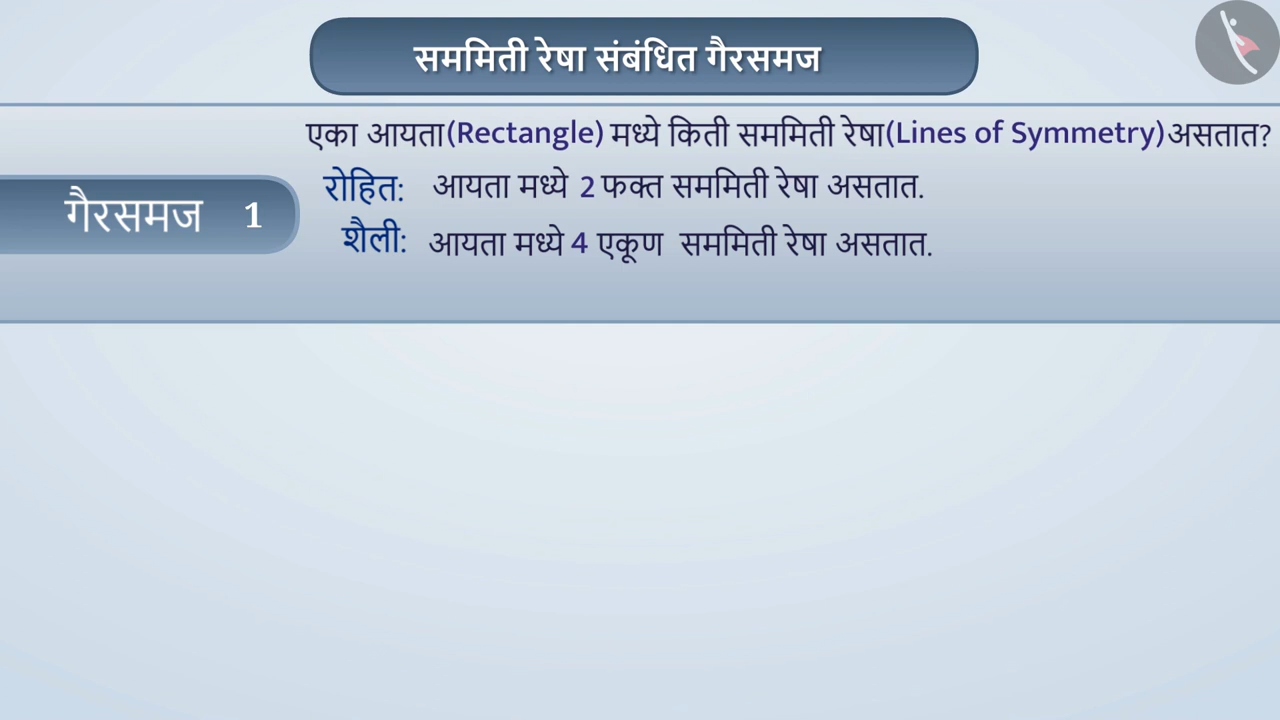 सममिती रेषा संबंधित गैरसमज
एका आयता(Rectangle) मध्ये किती सममिती रेषा(Lines of Symmetry)असतात?
रोहित: आयता मध्ये 2 फक्त सममिती रेषा असतात.
गैरसमज 1
शैली: आयता मध्ये 4 एकूण सममिती रेषा असतात.